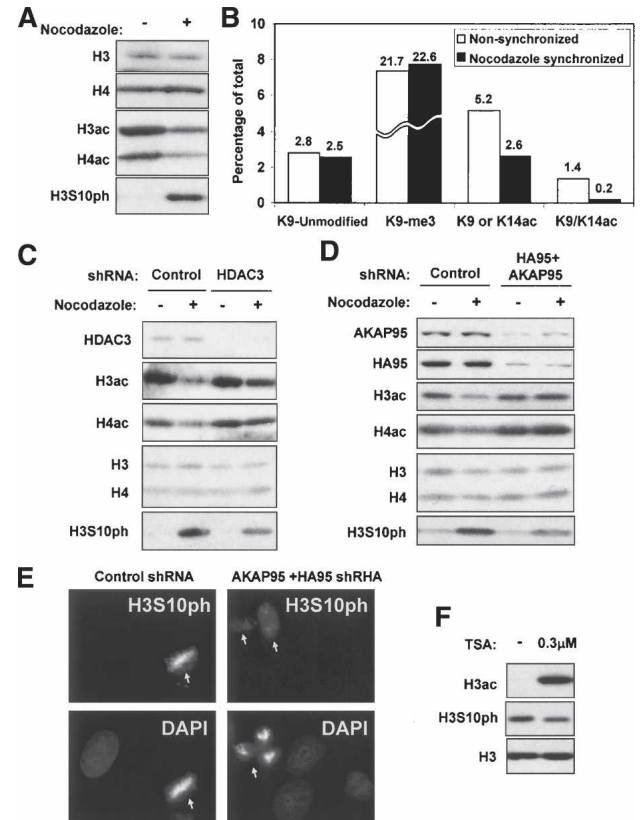 A
Nocodazole: - +
H3
H4
H3ac
H4ac
H3S10ph
B
Percentage of total
10
8
6
4
2
0
Non-synchronized
Nocodazole synchronized
2.8 2.5
21.7 22.6
5.2 2.6
1.4 0.2
K9-Unmodified K9-me3 K9 or K14ac K9/K14ac
C
shRNA: Control HDAC3
Nocodazole: - + - +
HDAC3
H3ac
H4ac
H3
H4
H3S10ph
D
HA95+
shRNA: Control AKAP95
Nocodazole: - + - +
AKAP95
HA95
H3ac
H4ac
H3
H4
H3S10ph
E
Control shRNA AKAP95 +HA95 shRHA
H3S10ph H3S10ph
DAPI DAPI
F
TSA: - 0.3µM
H3ac
H3S10ph
H3